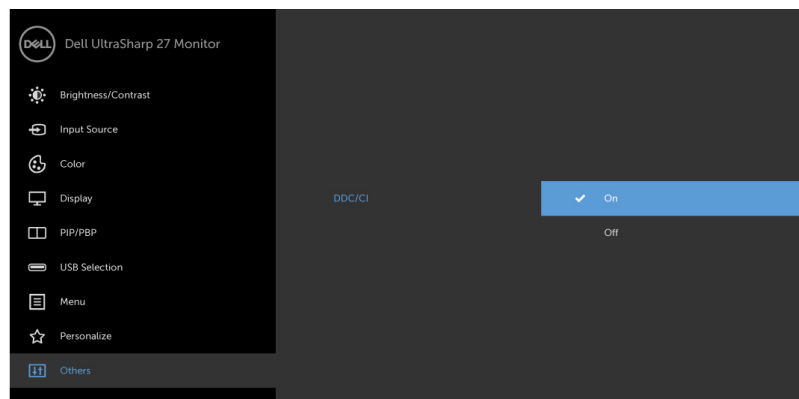 DELL
Dell UltraSharp 27 Monitor
Brightness/Contrast
Input Source
Color
Display
DDC/CI
On
PIP/PBP
Off
USB Selection
Menu
Personalize
Others